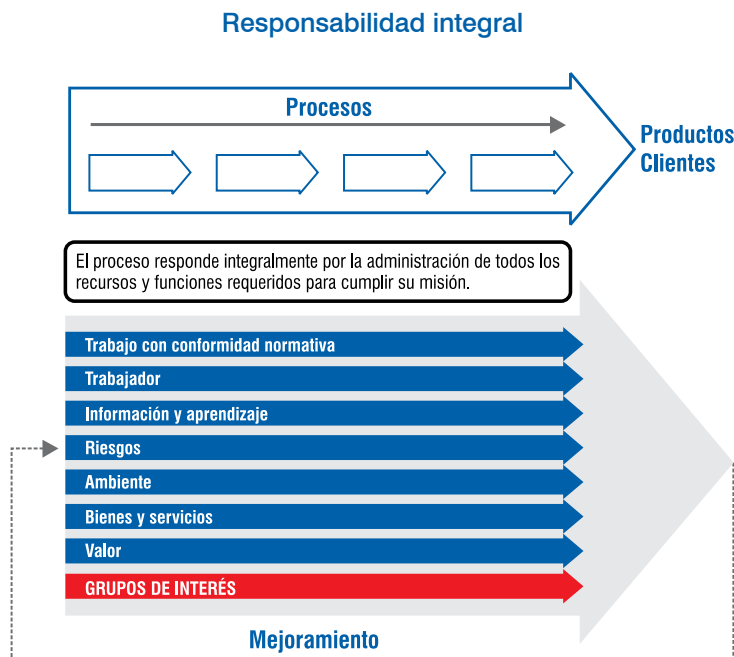 Responsabilidad integral
Procesos
Productos
Clientes
El proceso responde integralmente por la administración de todos los
recursos y funciones requeridos para cumplir su misión.
Trabajo con conformidad normativa
Trabajador
Información y aprendizaje
Riesgos
Ambiente
Bienes y servicios
Valor
GRUPOS DE INTERÉS
Mejoramiento